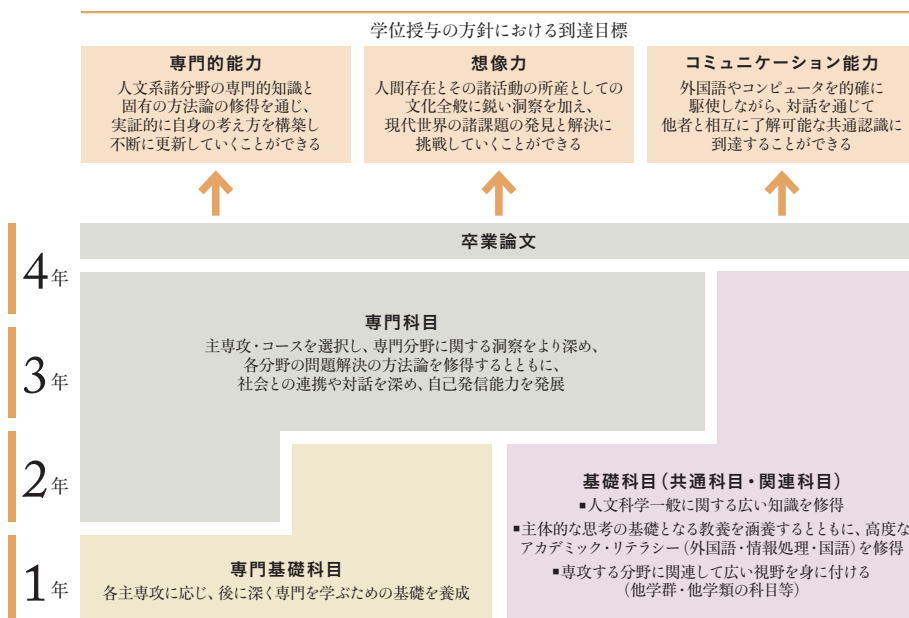 学位授与の方針における到達目標
専門的能力
人文系諸分野の専門的知識と
固有の方法論の修得を通じ、
実証的に自身の考え方を構築し
不断に更新していくことができる
想像力
人間存在とその諸活動の所産としての
文化全般に鋭い洞察を加え、
現代世界の諸課題の発見と解決に
挑戦していくことができる
コミュニケーション能力
外国語やコンピュータを的確に
駆使しながら、対話を通じて
他者と相互に了解可能な共通認識に
到達することができる
卒業論文
4年
専門科目
主専攻・コースを選択し、専門分野に関する洞察をより深め、
各分野の問題解決の方法論を修得するとともに、
社会との連携や対話を深め、自己発信能力を発展
3年
2年
基礎科目（共通科目・関連科目）
■人文科学一般に関する広い知識を修得
■主体的な思考の基礎となる教養を涵養するとともに、高度な
アカデミック・リテラシー（外国語・情報処理・国語）を修得
■専攻する分野に関連して広い視野を身に付ける
（他学群・他学類の科目等）
専門基礎科目
各主専攻に応じ、後に深く専門を学ぶための基礎を養成
1年